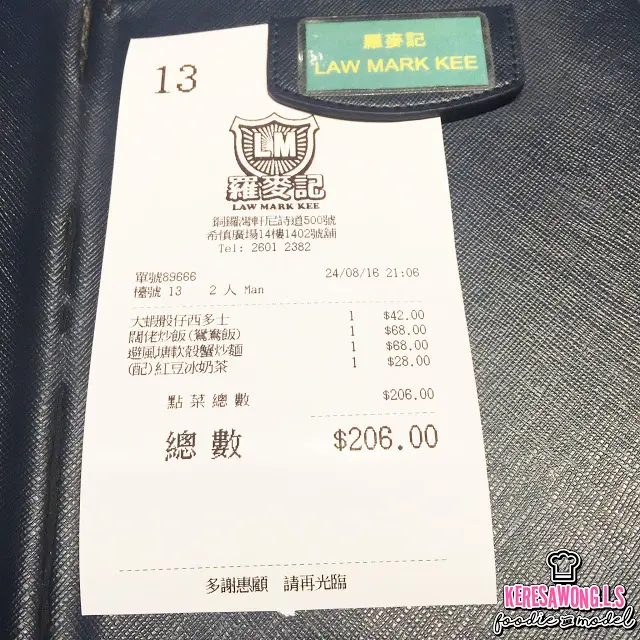 羅麥記
LAW MARK KEE
13
LM
羅麥記
LAW MARK KEE
銅鑼灣軒尼詩道500號
希慎廣場14樓1402號舖
Tel: 2801 2382
單號89666 24/08/16 21:06
檯號 13 2 人 Man
大蝦骰仔西多士 1 $42.00
闊佬炒飯(鴛鴦飯) 1 $68.00
避風塘軟殼蟹炒麵 1 $68.00
(配)紅豆冰奶茶 1 $28.00
點菜總數 $206.00
總數 $206.00
多謝惠顧 請再光臨
KERESAWONG.L.S
foodie model